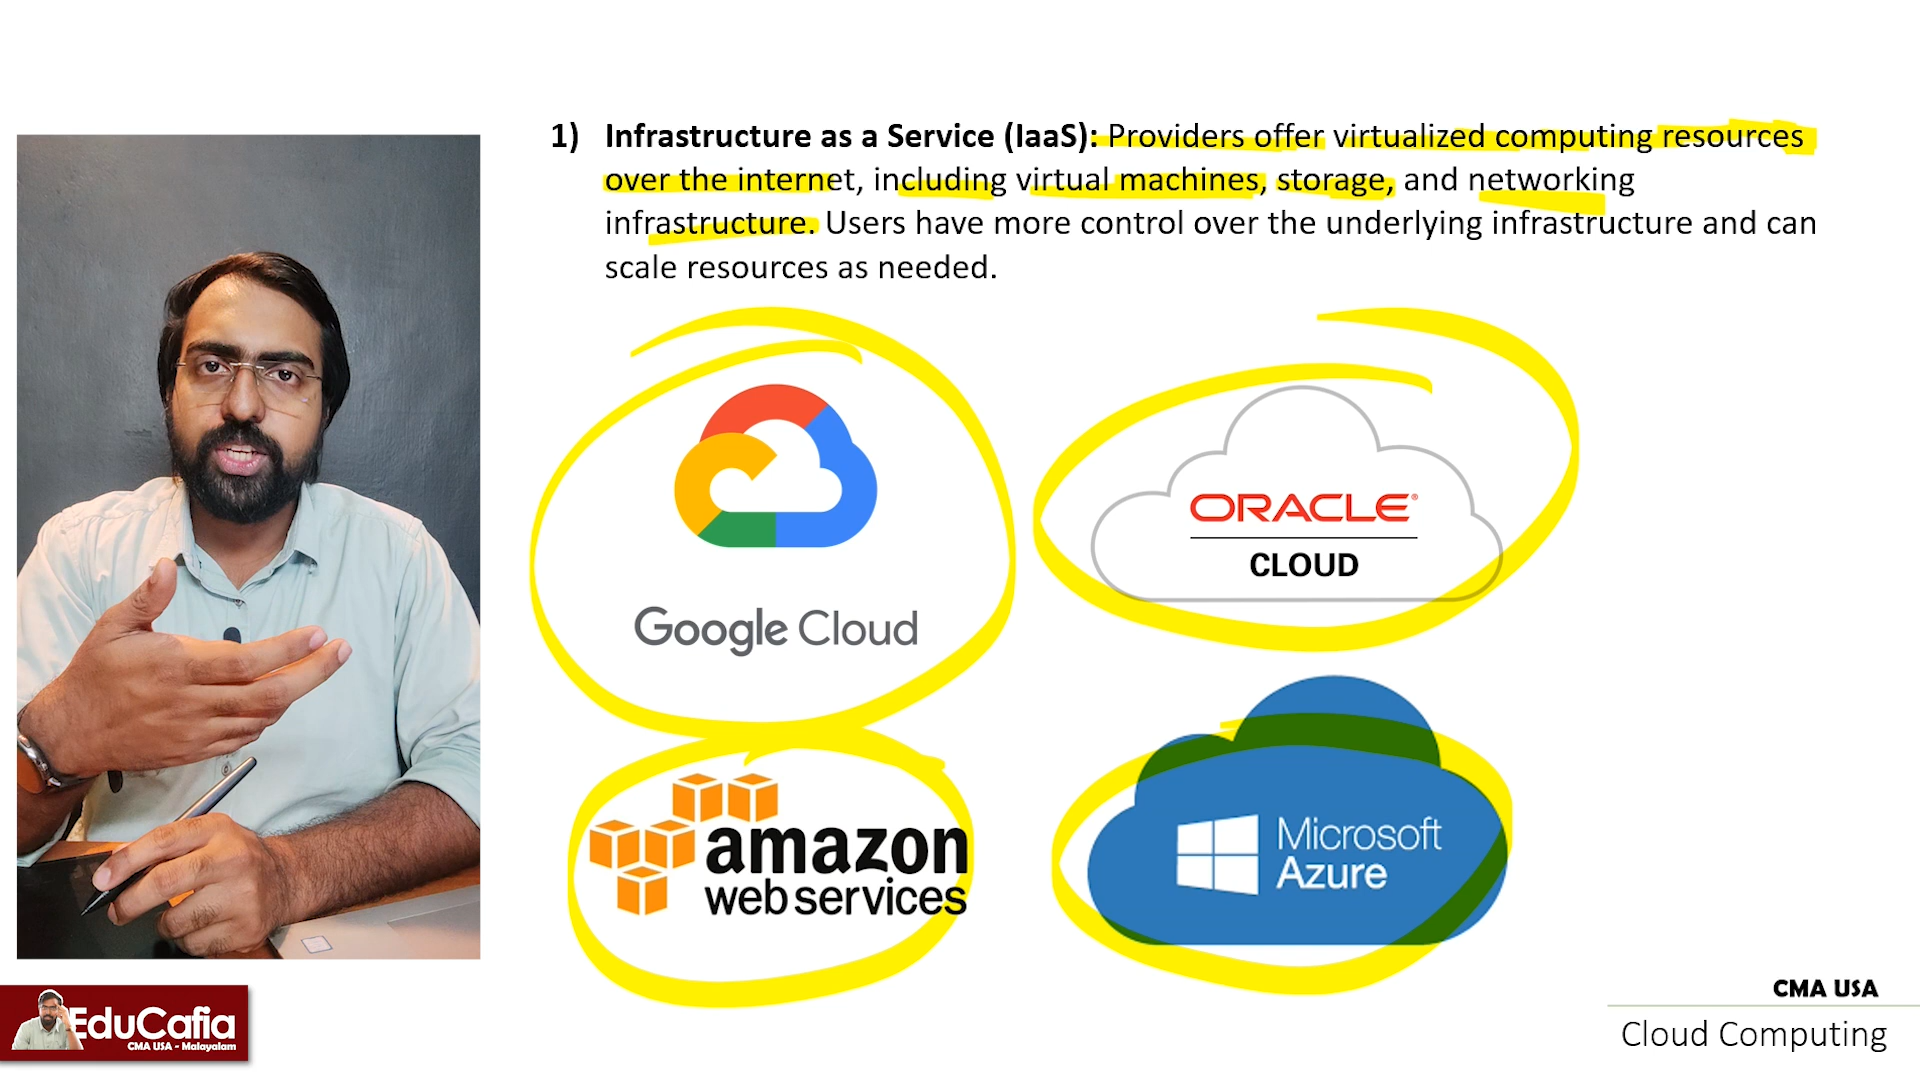 1) Infrastructure as a Service (IaaS): Providers offer virtualized computing resources
over the internet, including virtual machines, storage, and networking
infrastructure. Users have more control over the underlying infrastructure and can
scale resources as needed.
Google Cloud
ORACLE®
CLOUD
amazon
web services
Microsoft
Azure
EduCafia
CMA USA - Malayalam
CMA USA
Cloud Computing